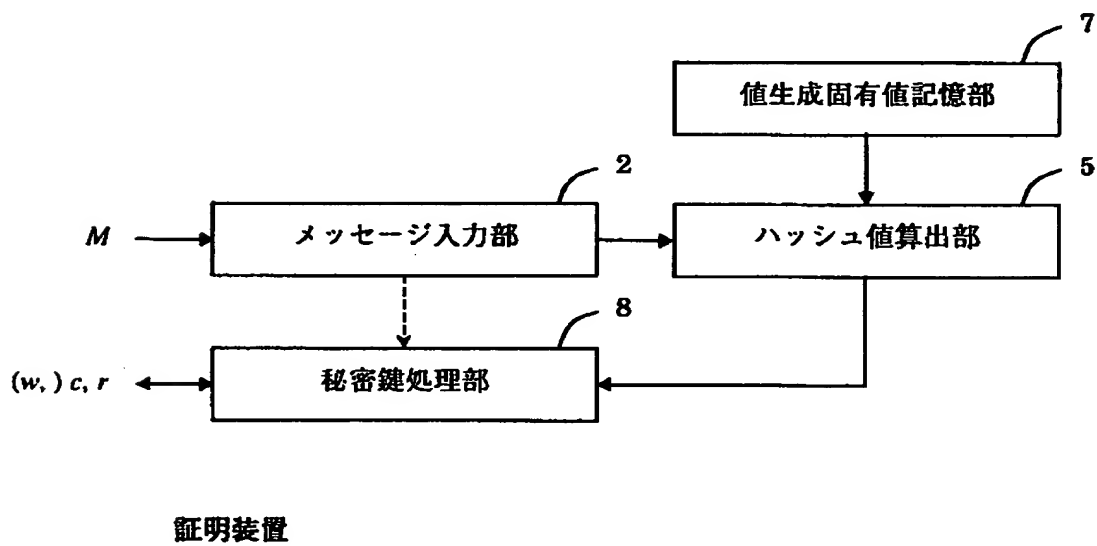 7
値生成固有値記憶部
2
5
M
メッセージ入力部
ハッシュ値算出部
8
(w,) c, r
秘密鍵処理部
証明装置